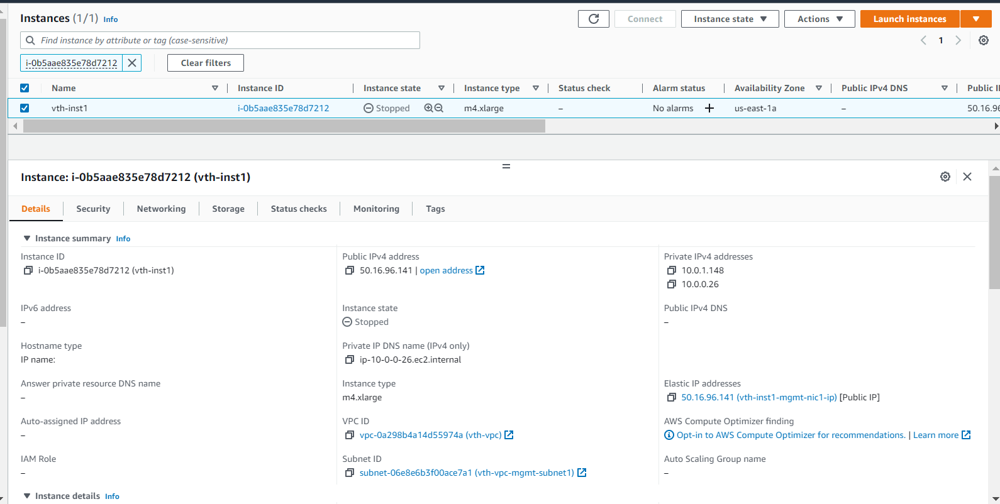 Instances (1/1) Info
Connect Instance state Actions Launch instances
Find instance by attribute or tag (case-sensitive)
1
i-0b5aae835e78d7212 Clear filters
Name Instance ID Instance state Instance type Status check Alarm status Availability Zone Public IPv4 DNS Public I
vth-inst1 i-0b5aae835e78d7212 Stopped m4.xlarge – No alarms + us-east-1a – 50.16.96
Instance: i-0b5aae835e78d7212 (vth-inst1)
Details Security Networking Storage Status checks Monitoring Tags
Instance summary Info
Instance ID
i-0b5aae835e78d7212 (vth-inst1)
Public IPv4 address
50.16.96.141 | open address
Private IPv4 addresses
10.0.1.148
10.0.0.26
IPv6 address
–
Instance state
Stopped
Public IPv4 DNS
–
Hostname type
IP name:
Private IP DNS name (IPv4 only)
ip-10-0-0-26.ec2.internal
Answer private resource DNS name
–
Instance type
m4.xlarge
Elastic IP addresses
50.16.96.141 (vth-inst1-mgmt-nic1-ip) [Public IP]
Auto-assigned IP address
–
VPC ID
vpc-0a298b4a14d55974a (vth-vpc)
AWS Compute Optimizer finding
Opt-in to AWS Compute Optimizer for recommendations. | Learn more
IAM Role
–
Subnet ID
subnet-06e8e6b3f00ace7a1 (vth-vpc-mgmt-subnet1)
Auto Scaling Group name
–
Instance details Info